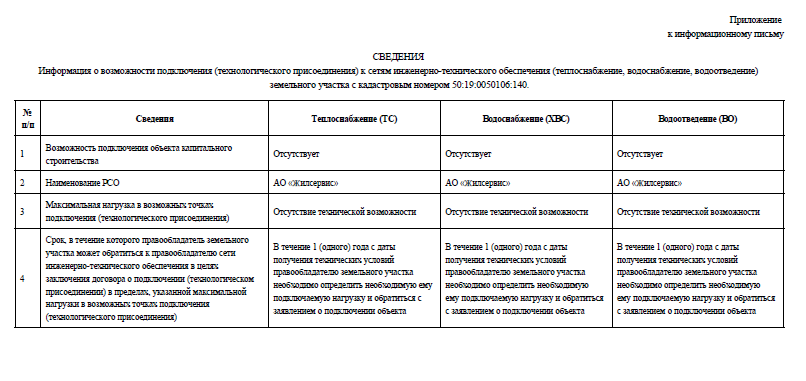 Приложение
к информационному письму
СВЕДЕНИЯ
Информация о возможности подключения (технологического присоединения) к сетям инженерно-технического обеспечения (теплоснабжение, водоснабжение, водоотведение)
земельного участка с кадастровым номером 50:19:0050106:140.
№
п/п
Сведения
Теплоснабжение (ТС)
Водоснабжение (ХВС)
Водоотведение (ВО)
1
Возможность подключения объекта капитального
строительства
Отсутствует
Отсутствует
Отсутствует
2
Наименование РСО
АО «Жилсервис»
АО «Жилсервис»
АО «Жилсервис»
3
Максимальная нагрузка в возможных точках
подключения (технологического присоединения)
Отсутствие технической возможности
Отсутствие технической возможности
Отсутствие технической возможности
4
Срок, в течение которого правообладатель земельного
участка может обратиться к правообладателю сети
инженерно-технического обеспечения в целях
заключения договора о подключении (технологическом
присоединении) в пределах, указанной максимальной
нагрузки в возможных точках подключения
(технологического присоединения)
В течение 1 (одного) года с даты
получения технических условий
правообладателю земельного участка
необходимо определить необходимую ему
подключаемую нагрузку и обратиться с
заявлением о подключении объекта
В течение 1 (одного) года с даты
получения технических условий
правообладателю земельного участка
необходимо определить необходимую
ему подключаемую нагрузку и обратиться
с заявлением о подключении объекта
В течение 1 (одного) года с даты
получения технических условий
правообладателю земельного участка
необходимо определить необходимую
ему подключаемую нагрузку и обратиться
с заявлением о подключении объекта